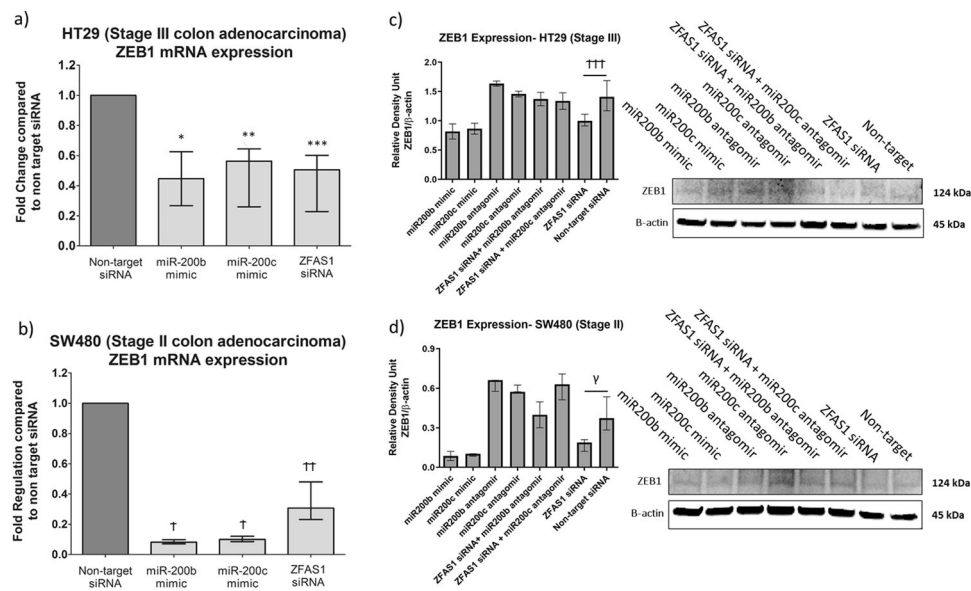 a)
HT29 (Stage III colon adenocarcinoma)
ZEB1 mRNA expression
Fold Change compared
to non target siRNA
1.2
1.0
0.8
0.6
0.4
0.2
0.0
*
**
***
Non-target
siRNA
miR-200b
mimic
miR-200c
mimic
ZFAS1
siRNA
b)
SW480 (Stage II colon adenocarcinoma)
ZEB1 mRNA expression
Fold Regulation compared
to non target siRNA
1.2
1.0
0.8
0.6
0.4
0.2
0.0
†
†
††
Non-target
siRNA
miR-200b
mimic
miR-200c
mimic
ZFAS1
siRNA
c)
ZEB1 Expression- HT29 (Stage III)
Relative Density Unit
ZEB1/β-actin
2.0
1.5
1.0
0.5
0.0
†††
miR200b mimic
miR200c mimic
miR200b antagomir
miR200c antagomir
ZFAS1 siRNA+ miR200b antagomir
ZFAS1 siRNA + miR200c antagomir
ZFAS1 siRNA
Non-target siRNA
miR200b mimic
miR200c mimic
miR200b antagomir
miR200c antagomir
ZFAS1 siRNA + miR200b antagomir
ZFAS1 siRNA + miR200c antagomir
ZFAS1 siRNA
Non-target
ZEB1
124 kDa
B-actin
45 kDa
d)
ZEB1 Expression- SW480 (Stage II)
Relative Density Unit
ZEB1/β-actin
0.9
0.6
0.3
0.0
γ
miR200b mimic
miR200c mimic
miR200b antagomir
miR200c antagomir
ZFAS1 siRNA+ miR200b antagomir
ZFAS1 siRNA + miR200c antagomir
ZFAS1 siRNA
Non-target siRNA
miR200b mimic
miR200c mimic
miR200b antagomir
miR200c antagomir
ZFAS1 siRNA + miR200b antagomir
ZFAS1 siRNA + miR200c antagomir
ZFAS1 siRNA
Non-target
ZEB1
124 kDa
B-actin
45 kDa